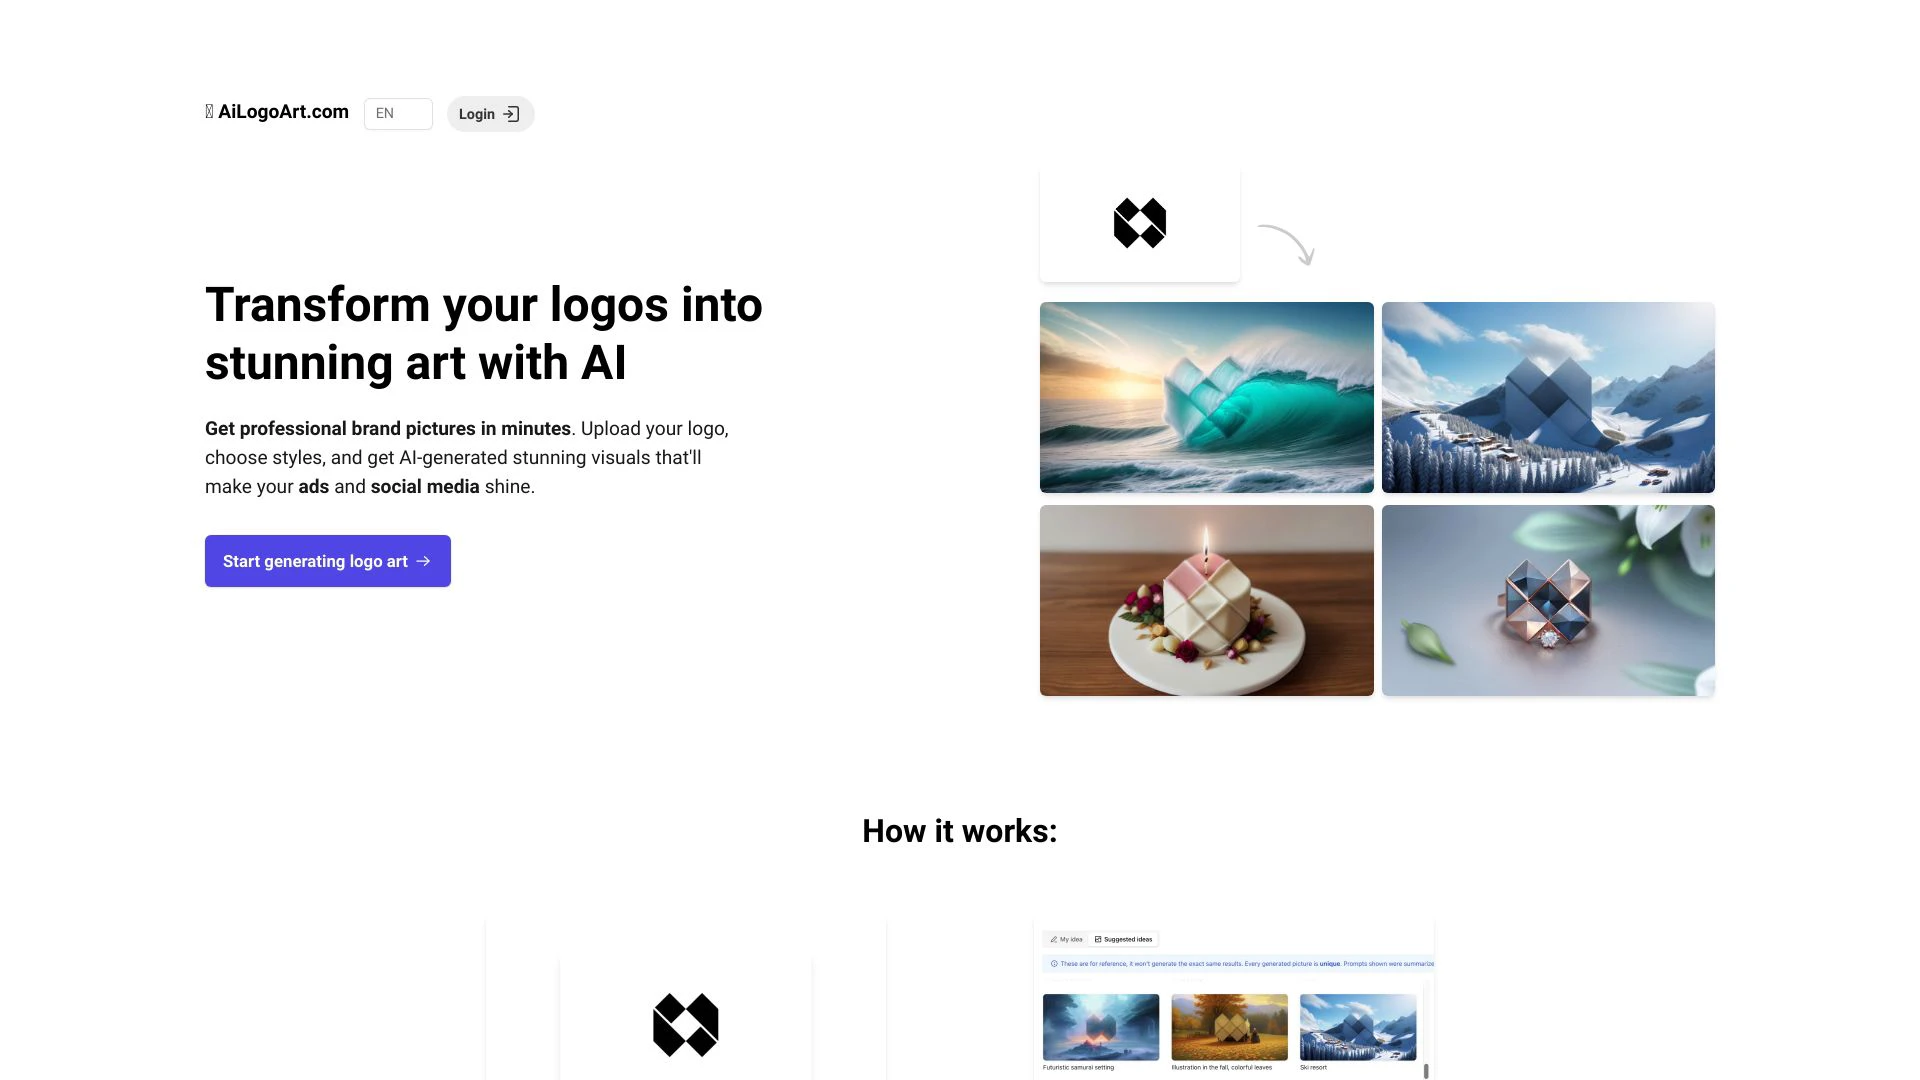 AiLogoArt.com
EN
Login
Transform your logos into
stunning art with AI
Get professional brand pictures in minutes. Upload your logo,
choose styles, and get AI-generated stunning visuals that'll
make your ads and social media shine.
Start generating logo art →
How it works:
My idea
Suggested ideas
These are for reference, it won't generate the exact same results. Every generated picture is unique. Prompts shown were summarize
Futuristic samurai setting
Illustration in the fall, colorful leaves
Ski resort